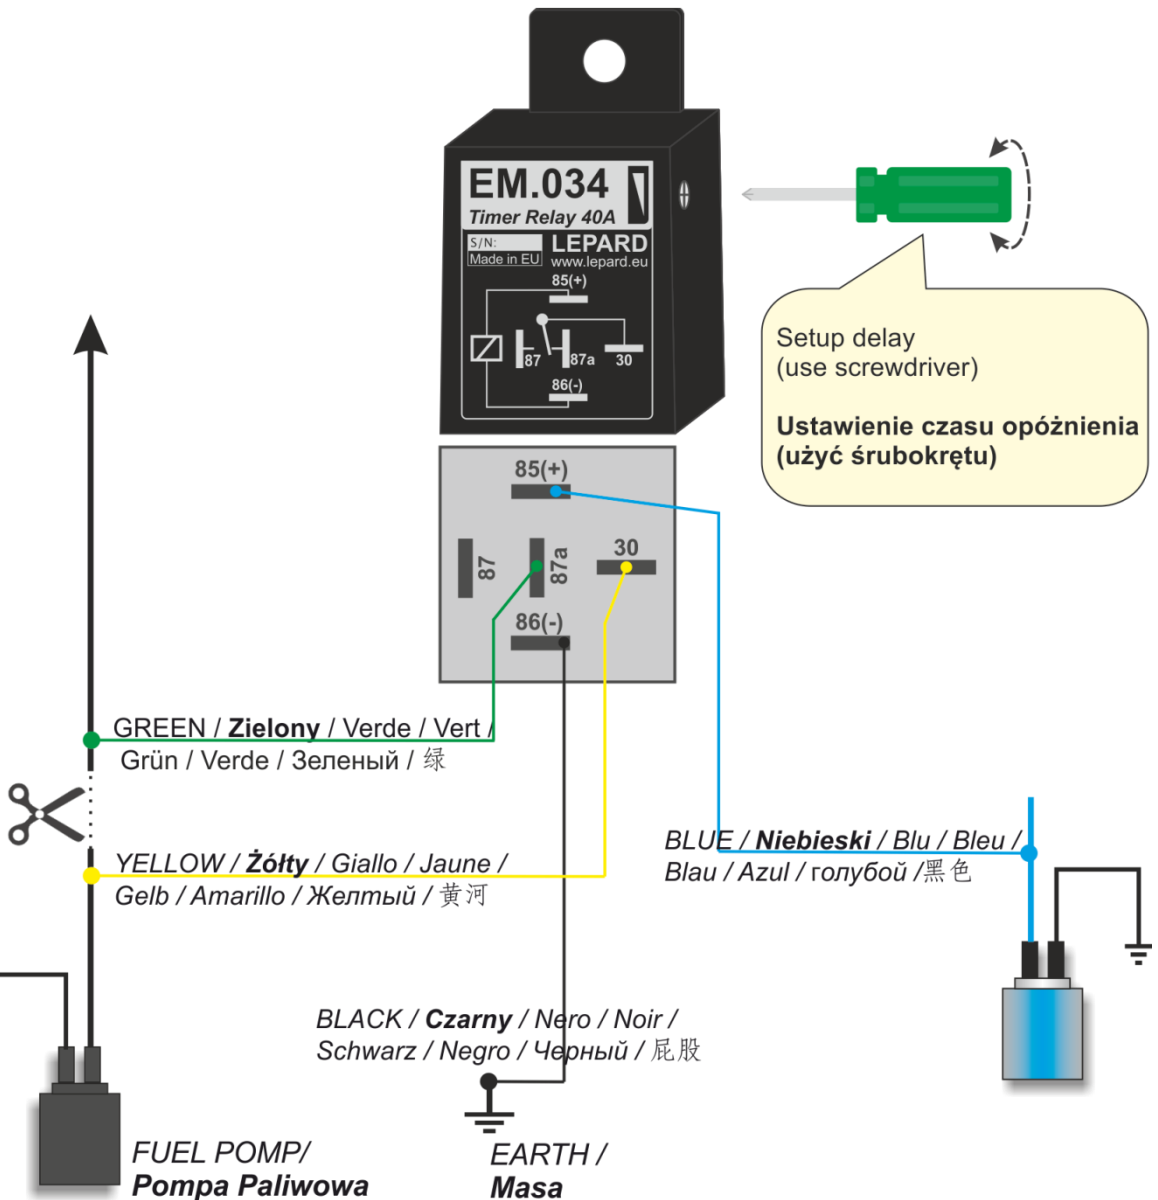 EM.034
Timer Relay 40A
S/N:
Made in EU
LEPARD
www.lepard.eu
85(+)
87
87a
30
86(-)
Setup delay
(use screwdriver)
Ustawienie czasu opóżnienia
(użyć śrubokrętu)
85(+)
87
87a
30
86(-)
GREEN / Zielony / Verde / Vert /
Grün / Verde / Зеленый / 绿
YELLOW / Żółty / Giallo / Jaune /
Gelb / Amarillo / Желтый / 黄河
BLUE / Niebieski / Blu / Bleu /
Blau / Azul / голубой /黑色
BLACK / Czarny / Nero / Noir /
Schwarz / Negro / Черный / 屁股
FUEL POMP/
Pompa Paliwowa
EARTH /
Masa